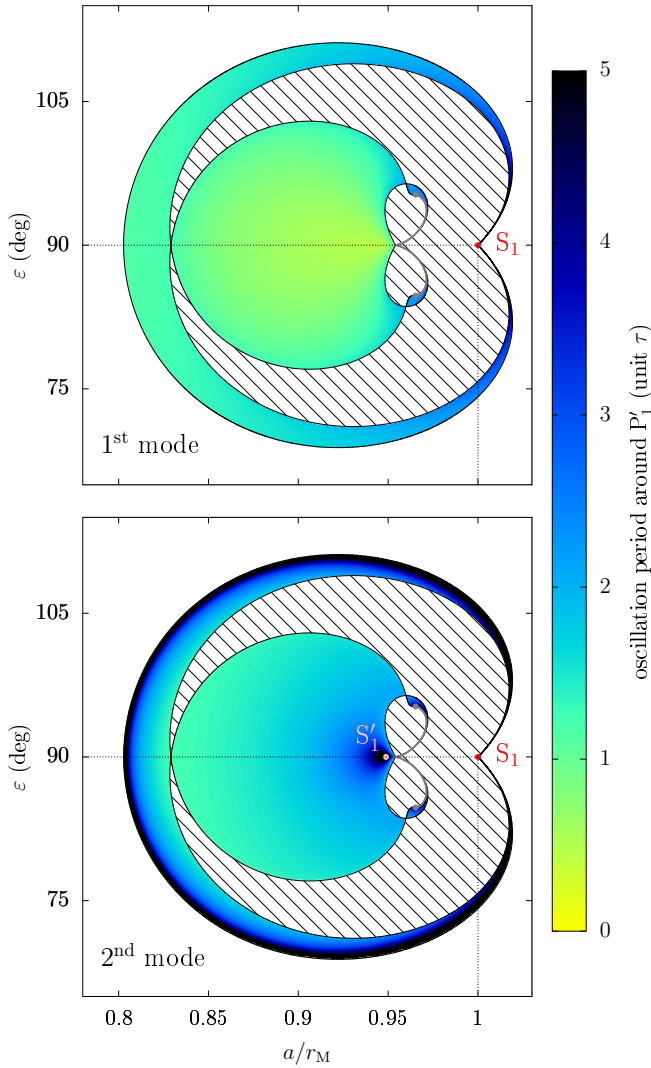 105
90
75
ε (deg)
S₁
1ˢᵗ mode
105
90
75
ε (deg)
S′₁
S₁
2ⁿᵈ mode
0.8 0.85 0.9 0.95 1
a/r_M
5
4
3
2
1
0
oscillation period around P′₁ (unit τ)